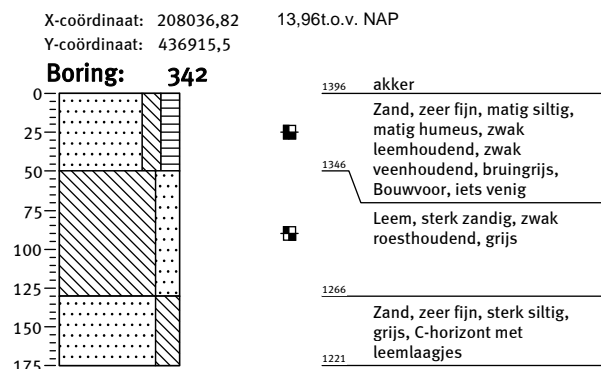 X-coördinaat: 208036,82 13,96t.o.v. NAP
Y-coördinaat: 436915,5
Boring: 342
0
25
50
75
100
125
150
175
1396 akker
Zand, zeer fijn, matig siltig,
matig humeus, zwak
leemhoudend, zwak
veenhoudend, bruingrijs,
Bouwvoor, iets venig
1346
Leem, sterk zandig, zwak
roesthoudend, grijs
1266
Zand, zeer fijn, sterk siltig,
grijs, C-horizont met
leemlaagjes
1221